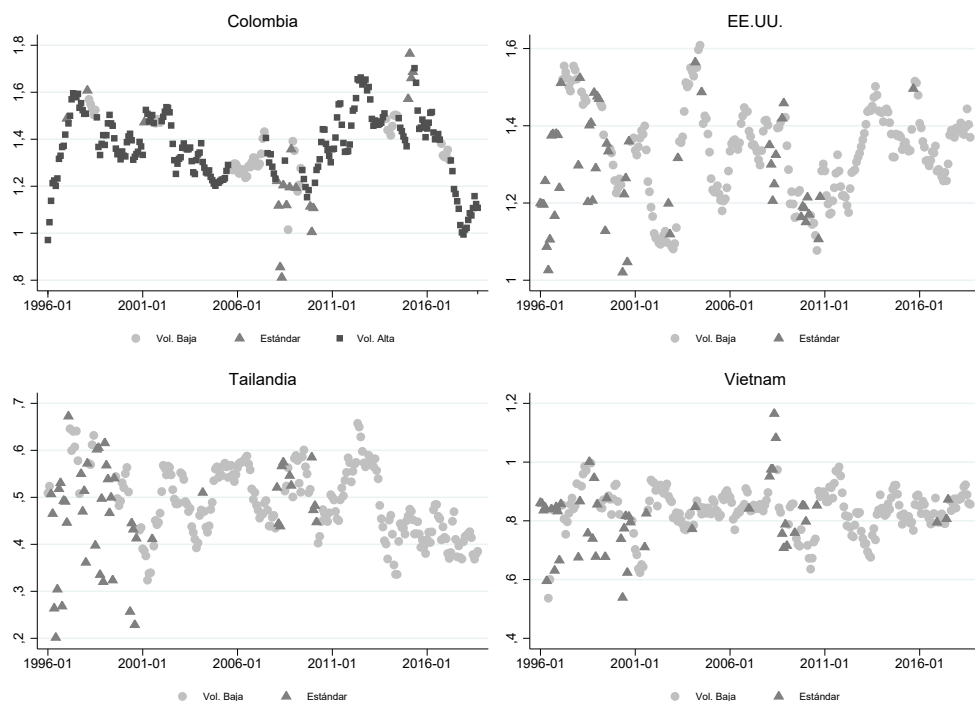 Colombia
1,8
1,6
1,4
1,2
1
,8
1996-01 2001-01 2006-01 2011-01 2016-01
Vol. Baja Estándar Vol. Alta
EE.UU.
1,6
1,4
1,2
1
1996-01 2001-01 2006-01 2011-01 2016-01
Vol. Baja Estándar
Tailandia
,7
,6
,5
,4
,3
,2
1996-01 2001-01 2006-01 2011-01 2016-01
Vol. Baja Estándar
Vietnam
1,2
1
,8
,6
,4
1996-01 2001-01 2006-01 2011-01 2016-01
Vol. Baja Estándar